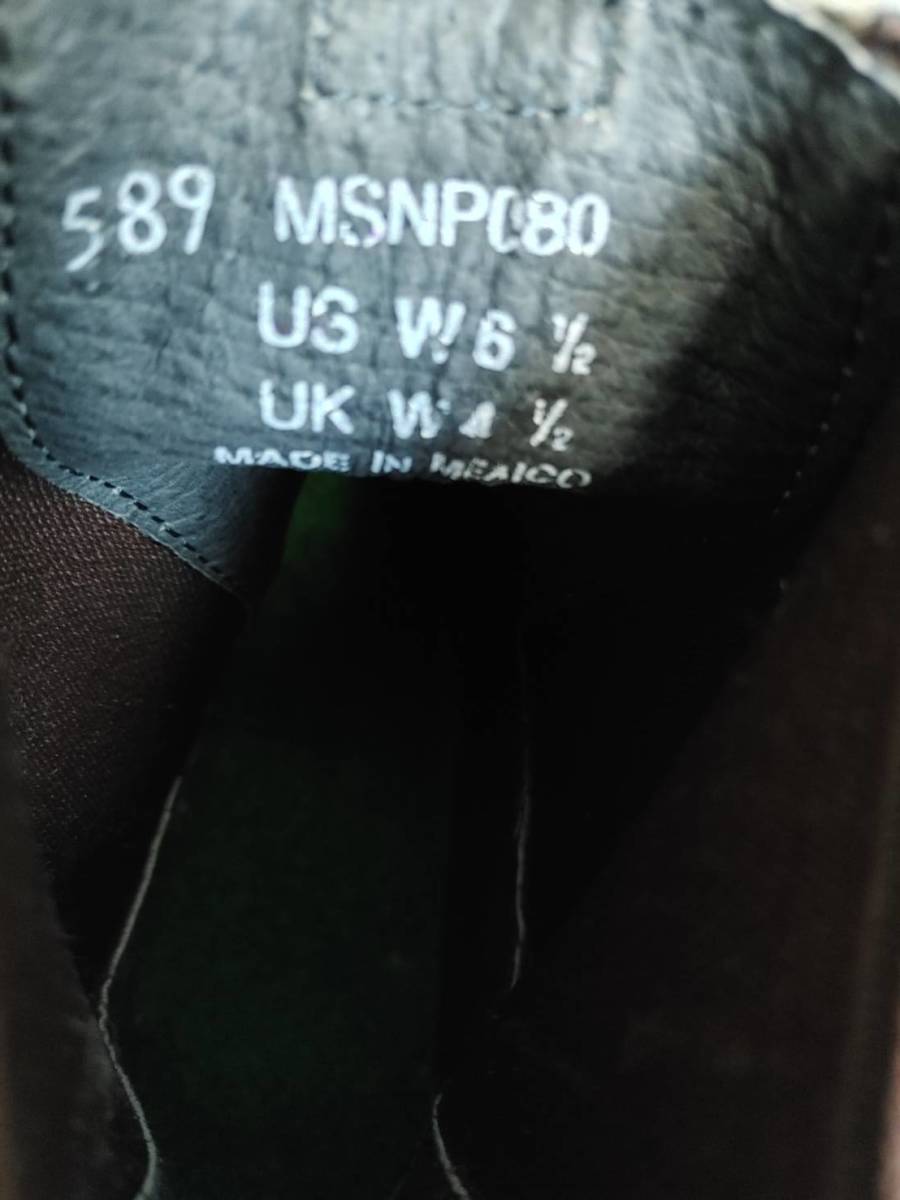 589 MSNP080
US W 6 ½
UK W 4 ½
MADE IN MEXICO